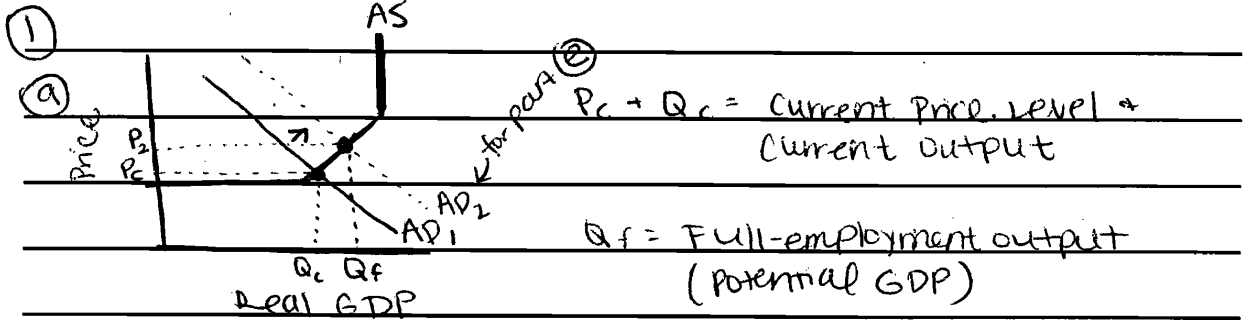 ①
AS
ⓐ
Price
P₂
Pc
AD₂
AD₁
Qc Qf
Real GDP
for part ⓔ
Pc + Qc = Current Price Level +
Current output
Qf = Full-employment output
(Potential GDP)